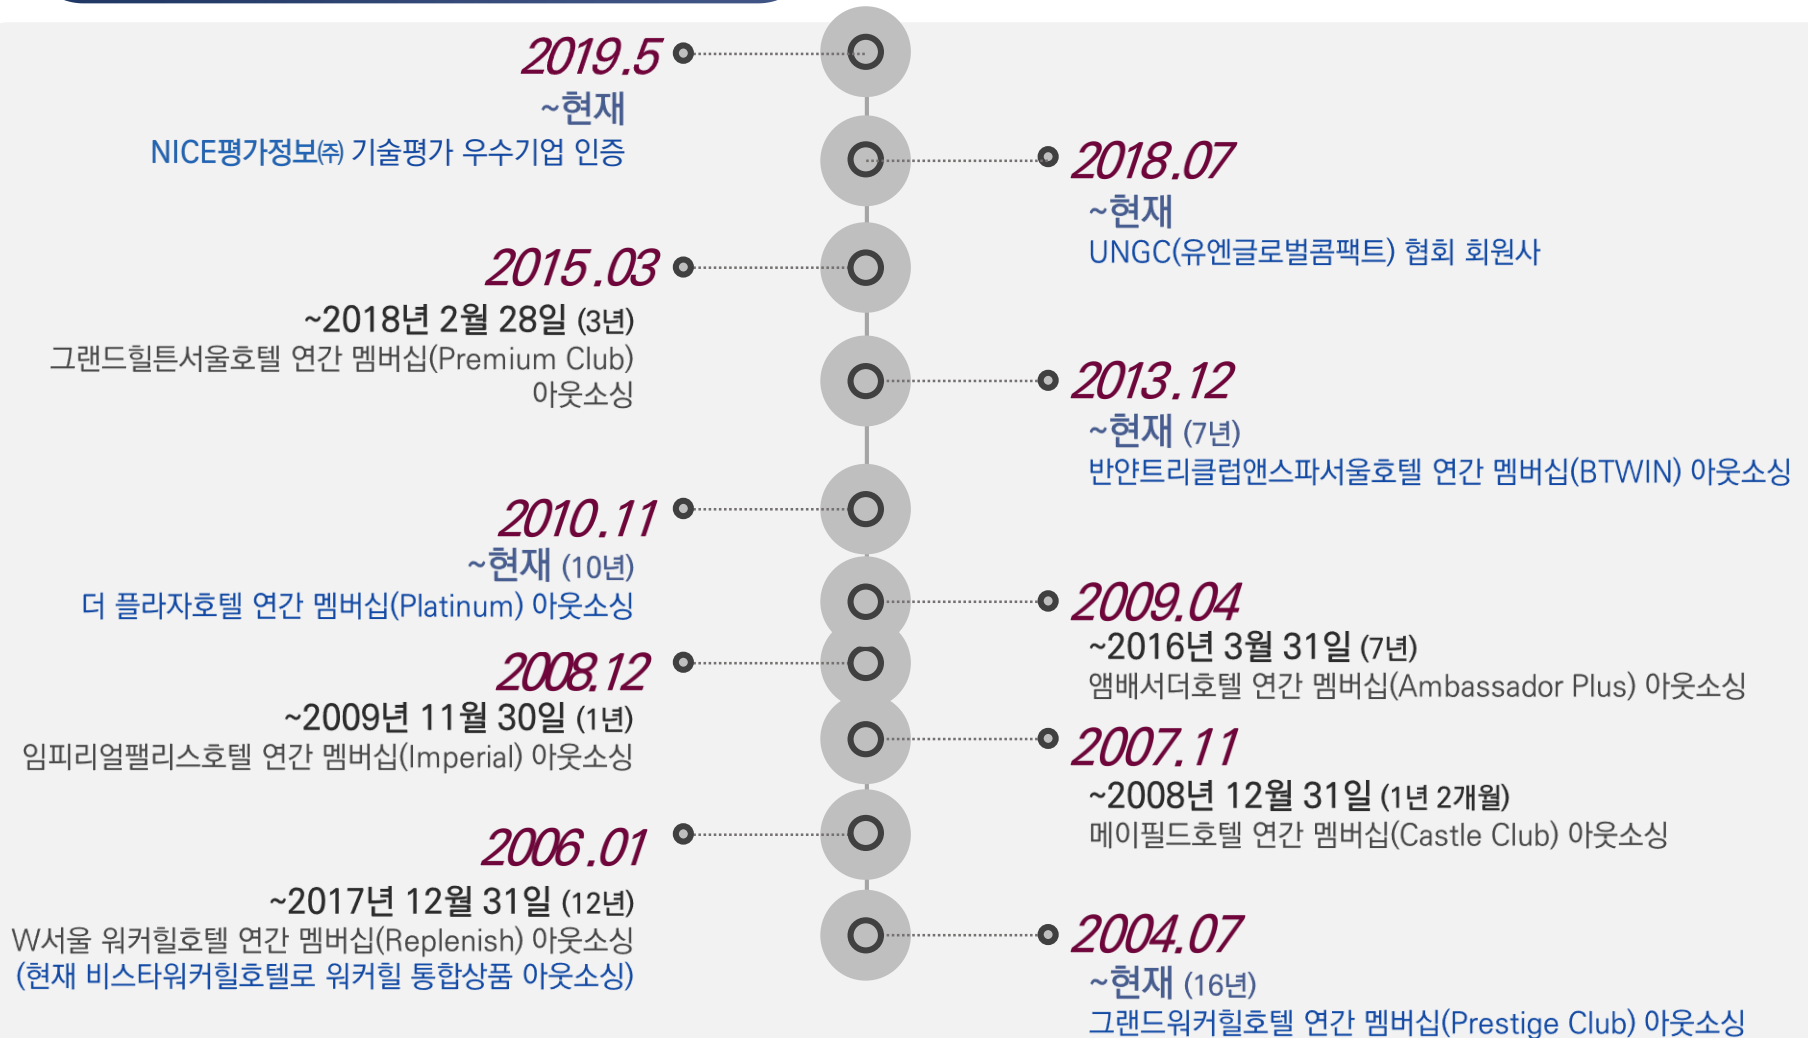 2019.5
~현재
NICE평가정보㈜ 기술평가 우수기업 인증
2018.07
~현재
UNGC(유엔글로벌콤팩트) 협회 회원사
2015.03
~2018년 2월 28일 (3년)
그랜드힐튼서울호텔 연간 멤버십(Premium Club)
아웃소싱
2013.12
~현재 (7년)
반얀트리클럽앤스파서울호텔 연간 멤버십(BTWIN) 아웃소싱
2010.11
~현재 (10년)
더 플라자호텔 연간 멤버십(Platinum) 아웃소싱
2009.04
~2016년 3월 31일 (7년)
앰배서더호텔 연간 멤버십(Ambassador Plus) 아웃소싱
2008.12
~2009년 11월 30일 (1년)
임피리얼팰리스호텔 연간 멤버십(Imperial) 아웃소싱
2007.11
~2008년 12월 31일 (1년 2개월)
메이필드호텔 연간 멤버십(Castle Club) 아웃소싱
2006.01
~2017년 12월 31일 (12년)
W서울 워커힐호텔 연간 멤버십(Replenish) 아웃소싱
(현재 비스타워커힐호텔로 워커힐 통합상품 아웃소싱)
2004.07
~현재 (16년)
그랜드워커힐호텔 연간 멤버십(Prestige Club) 아웃소싱